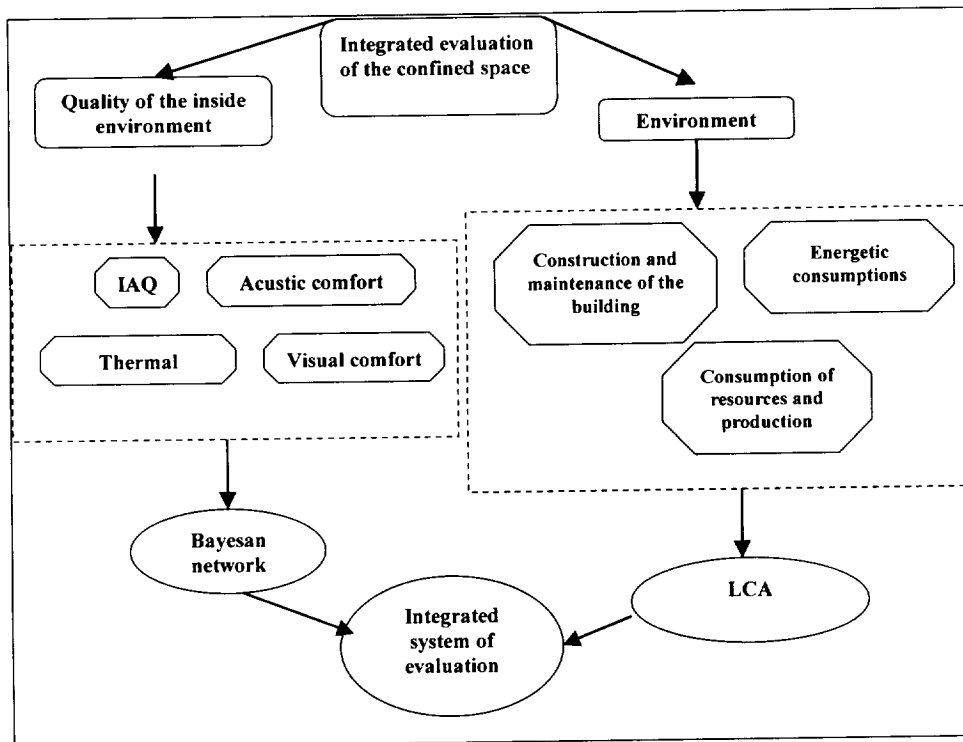 Integrated evaluation
of the confined space
Quality of the inside
environment
Environment
IAQ
Acustic comfort
Thermal
Visual comfort
Construction and
maintenance of the
building
Energetic
consumptions
Consumption of
resources and
production
Bayesan
network
LCA
Integrated
system of
evaluation